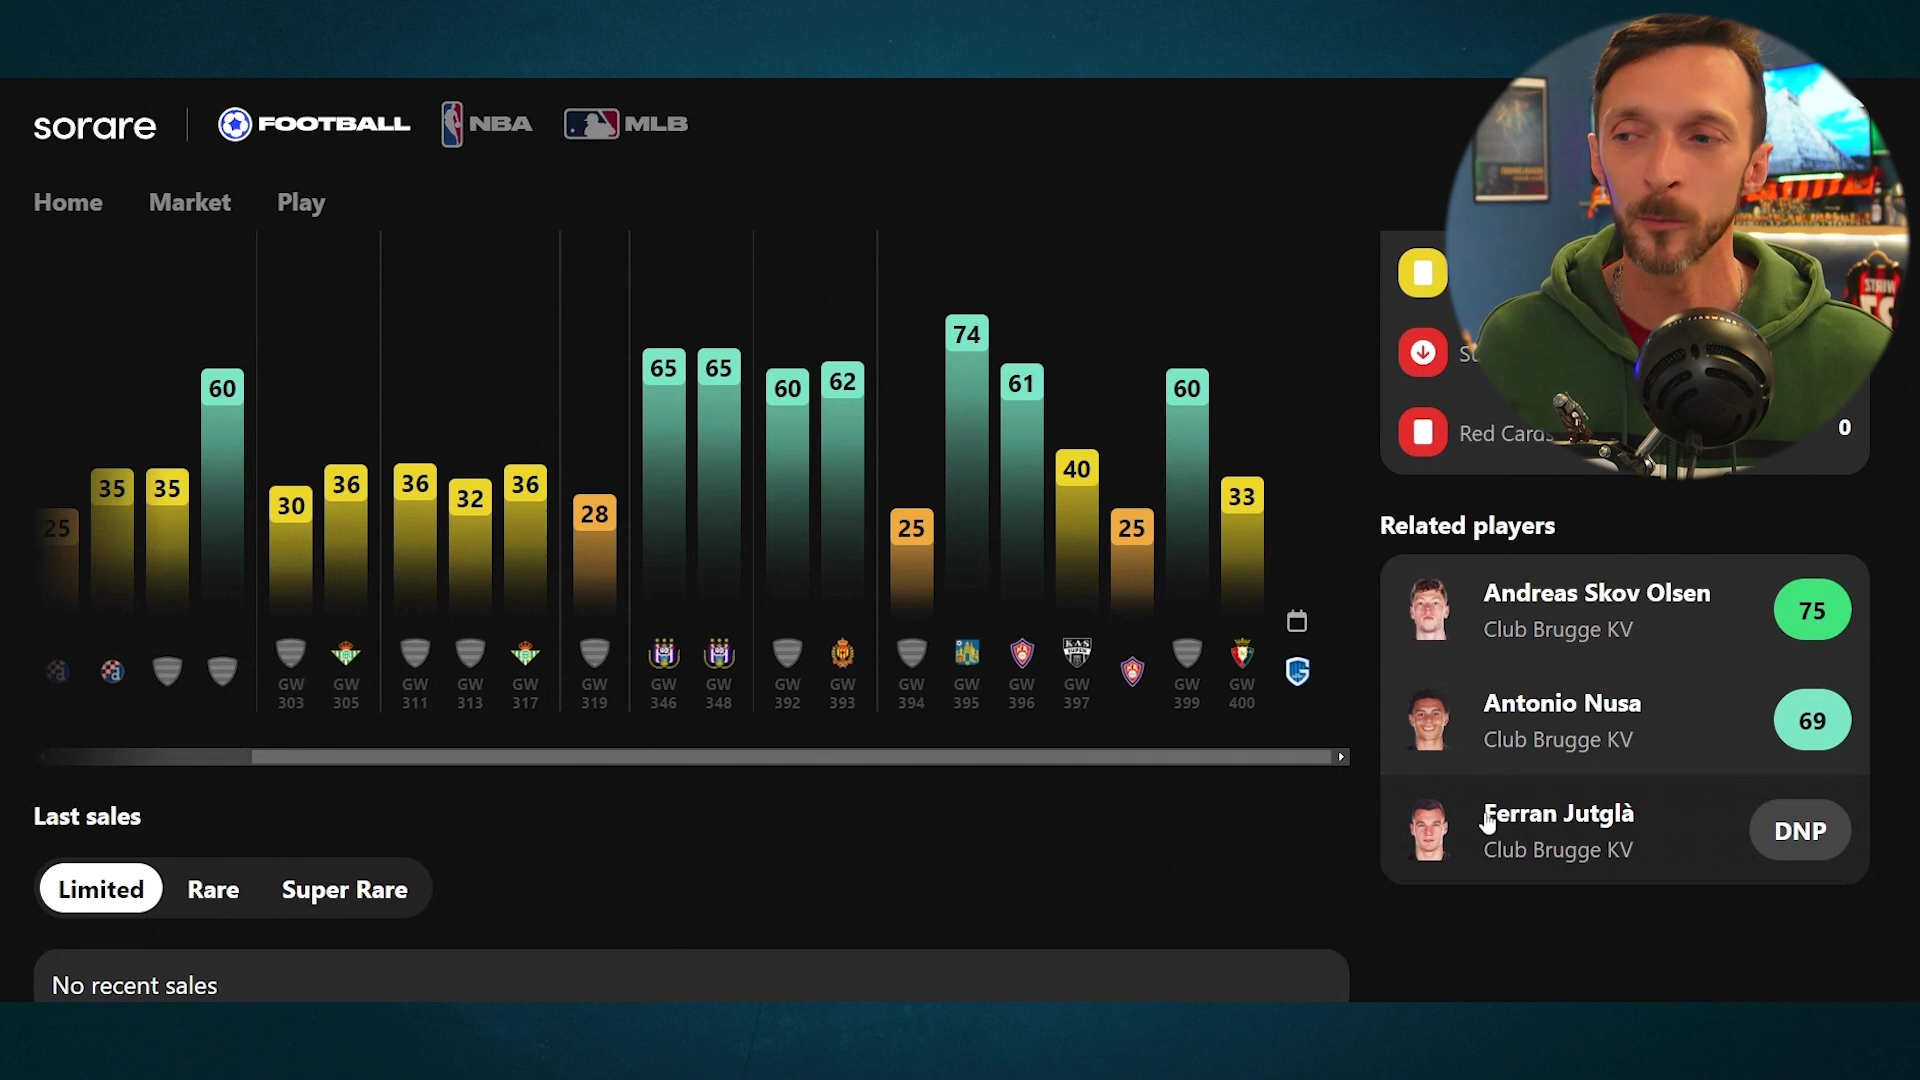 sorare
FOOTBALL
NBA
MLB
Home
Market
Play
25
35
35
60
30
36
36
32
36
28
65
65
60
62
25
74
61
40
25
60
33
KAS
EUPEN
GW
303
GW
305
GW
311
GW
313
GW
317
GW
319
GW
346
GW
348
GW
392
GW
393
GW
394
GW
395
GW
396
GW
397
GW
399
GW
400
Red Cards
0
Related players
Andreas Skov Olsen
Club Brugge KV
75
Antonio Nusa
Club Brugge KV
69
Ferran Jutglà
Club Brugge KV
DNP
Last sales
Limited
Rare
Super Rare
No recent sales